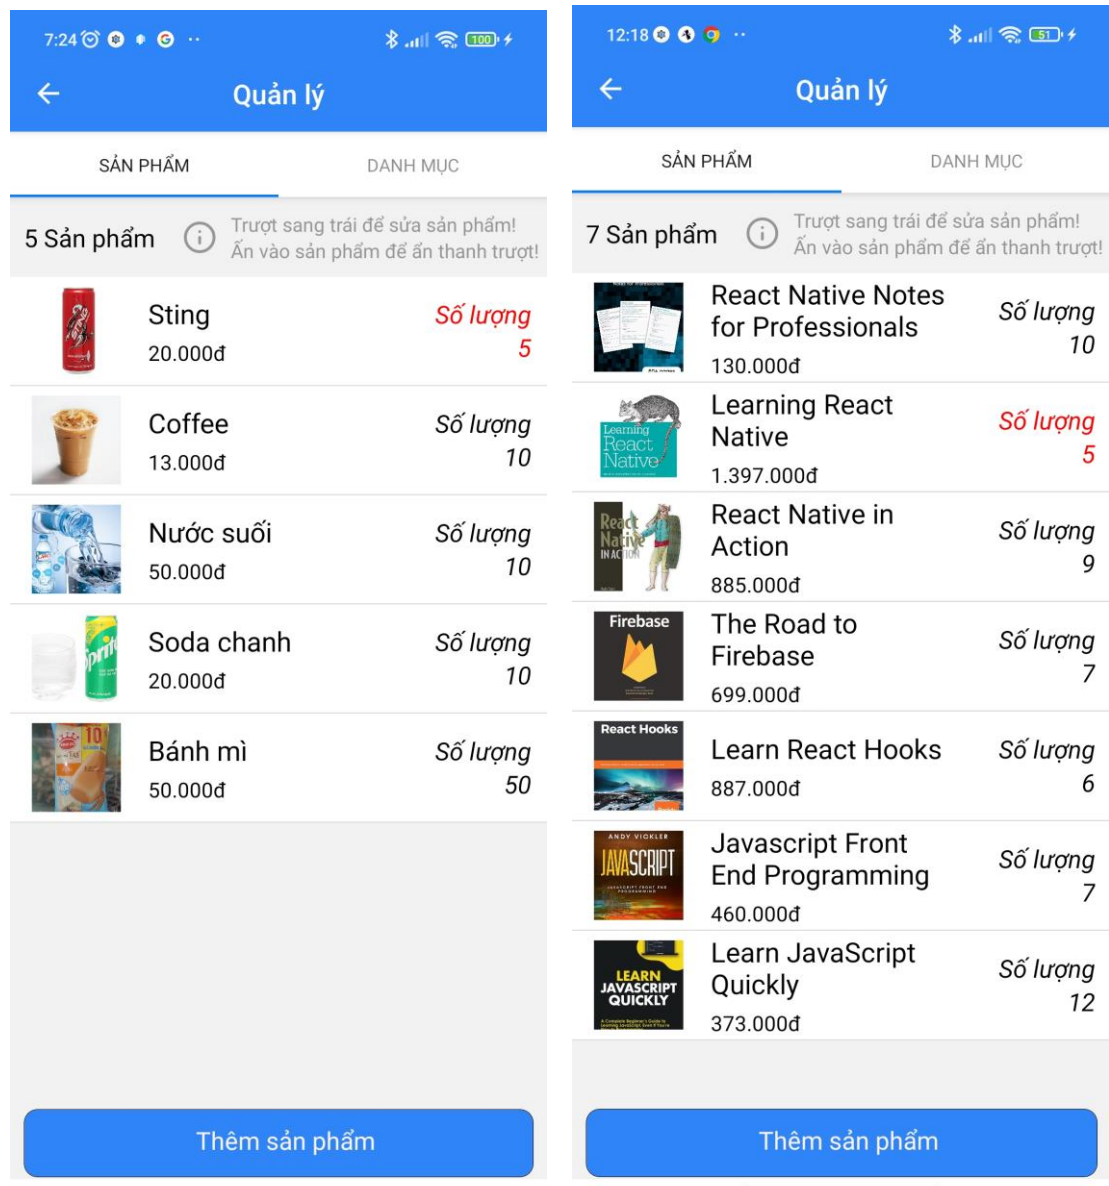 7:24
100
Quản lý
SẢN PHẨM
DANH MỤC
5 Sản phẩm
Trượt sang trái để sửa sản phẩm!
Ấn vào sản phẩm để ẩn thanh trượt!
Sting
20.000đ
Số lượng
5
Coffee
13.000đ
Số lượng
10
Nước suối
50.000đ
Số lượng
10
Sprite
Soda chanh
20.000đ
Số lượng
10
10
Bánh mì
50.000đ
Số lượng
50
Thêm sản phẩm
12:18
51
Quản lý
SẢN PHẨM
DANH MỤC
7 Sản phẩm
Trượt sang trái để sửa sản phẩm!
Ấn vào sản phẩm để ẩn thanh trượt!
React Native Notes
for Professionals
130.000đ
Số lượng
10
Learning
React
Native
Learning React
Native
1.397.000đ
Số lượng
5
React
Native
IN ACTION
React Native in
Action
885.000đ
Số lượng
9
Firebase
The Road to
Firebase
699.000đ
Số lượng
7
React Hooks
Learn React Hooks
887.000đ
Số lượng
6
ANDY VICKLER
JAVASCRIPT
JAVASCRIPT FRONT END
PROGRAMMING
Javascript Front
End Programming
460.000đ
Số lượng
7
LEARN
JAVASCRIPT
QUICKLY
Learn JavaScript
Quickly
373.000đ
Số lượng
12
Thêm sản phẩm